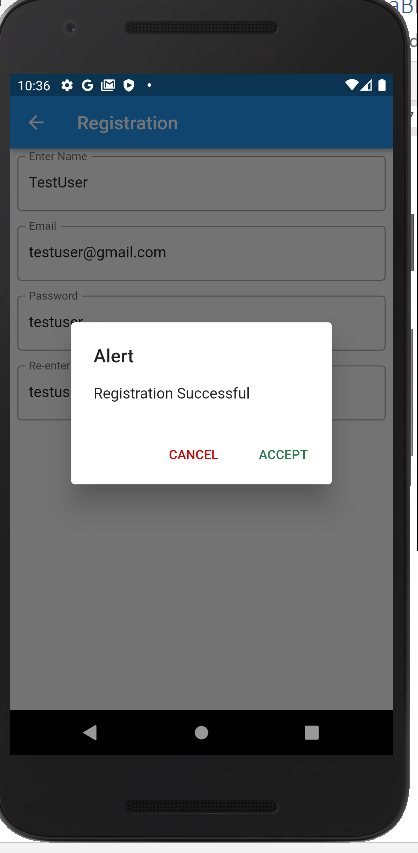 10:36
Registration
Enter Name
TestUser
Email
testuser@gmail.com
Password
testuser
Re-enter
testus
Alert
Registration Successful
CANCEL ACCEPT